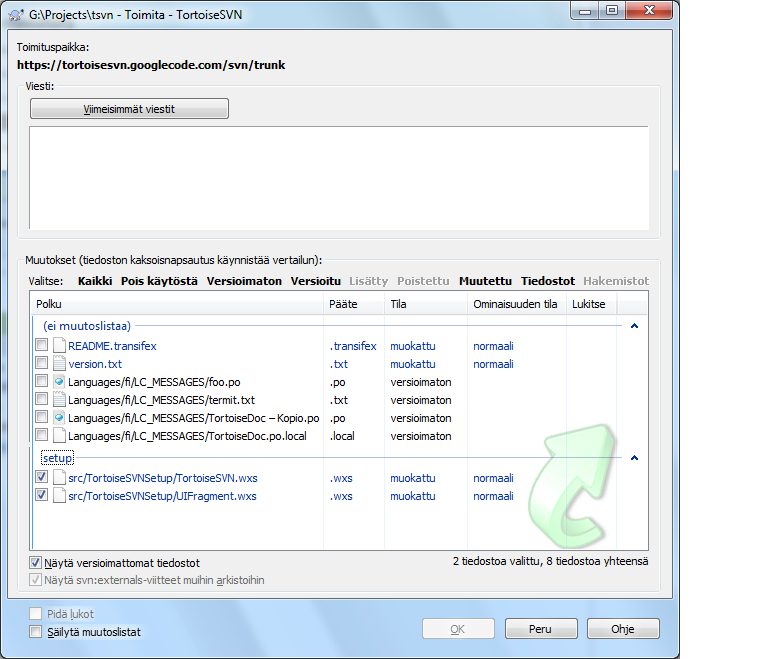 G:\Projects\tsvn - Toimita - TortoiseSVN
Toimituspaikka:
https://tortoisesvn.googlecode.com/svn/trunk
Viesti:
Viimeisimmät viestit
Muutokset (tiedoston kaksoisnapsautus käynnistää vertailun):
Valitse: Kaikki Pois käytöstä Versioimaton Versioitu Lisätty Poistettu Muutettu Tiedostot Hakemistot
Polku Pääte Tila Ominaisuuden tila Lukitse
(ei muutoslistaa)
README.transifex .transifex muokattu normaali
version.txt .txt muokattu normaali
Languages/fi/LC_MESSAGES/foo.po .po versioimaton
Languages/fi/LC_MESSAGES/termit.txt .txt versioimaton
Languages/fi/LC_MESSAGES/TortoiseDoc – Kopio.po .po versioimaton
Languages/fi/LC_MESSAGES/TortoiseDoc.po.local .local versioimaton
setup
src/TortoiseSVNSetup/TortoiseSVN.wxs .wxs muokattu normaali
src/TortoiseSVNSetup/UIFragment.wxs .wxs muokattu normaali
Näytä versioimattomat tiedostot 2 tiedostoa valittu, 8 tiedostoa yhteensä
Näytä svn:externals-viitteet muihin arkistoihin
Pidä lukot
Säilytä muutoslistat
OK Peru Ohje